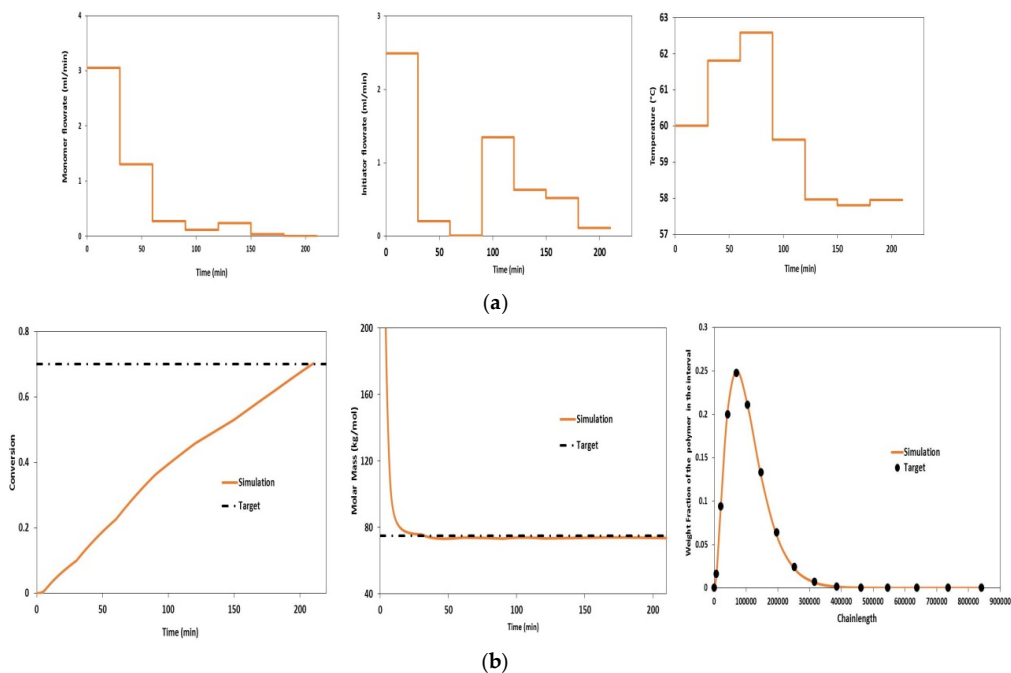 Monomer flowrate (ml/min)
4
3
2
1
0
0 50 100 150 200
Time (min)
Initiator flowrate (ml/min)
3
2
1
0
0 50 100 150 200
Time (min)
Temperature (°C)
63
62
61
60
59
58
57
0 50 100 150 200
Time (min)
(a)
Conversion
0.8
0.6
0.4
0.2
0
Simulation
Target
0 50 100 150 200
Time (min)
Molar Mass (kg/mol)
200
160
120
80
40
Simulation
Target
0 50 100 150 200
Time (min)
Weight Fraction of the polymer in the interval
0.3
0.25
0.2
0.15
0.1
0.05
0
Simulation
Target
0 100000 200000 300000 400000 500000 600000 700000 800000 900000
Chainlength
(b)